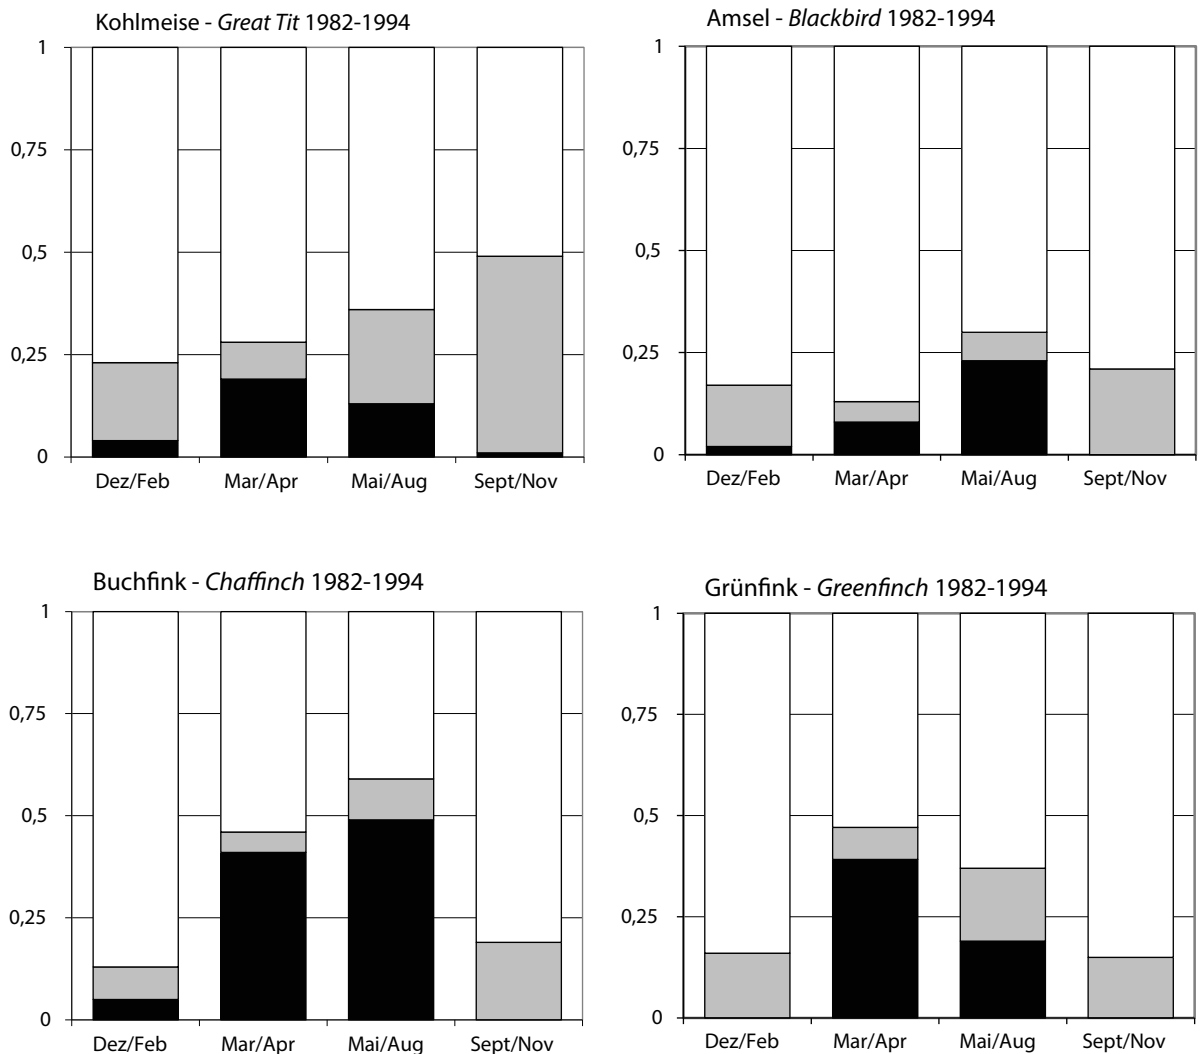 Kohlmeise - Great Tit 1982-1994
1
0,75
0,5
0,25
0
Dez/Feb Mar/Apr Mai/Aug Sept/Nov
Amsel - Blackbird 1982-1994
1
0,75
0,5
0,25
0
Dez/Feb Mar/Apr Mai/Aug Sept/Nov
Buchfink - Chaffinch 1982-1994
1
0,75
0,5
0,25
0
Dez/Feb Mar/Apr Mai/Aug Sept/Nov
Grünfink - Greenfinch 1982-1994
1
0,75
0,5
0,25
0
Dez/Feb Mar/Apr Mai/Aug Sept/Nov